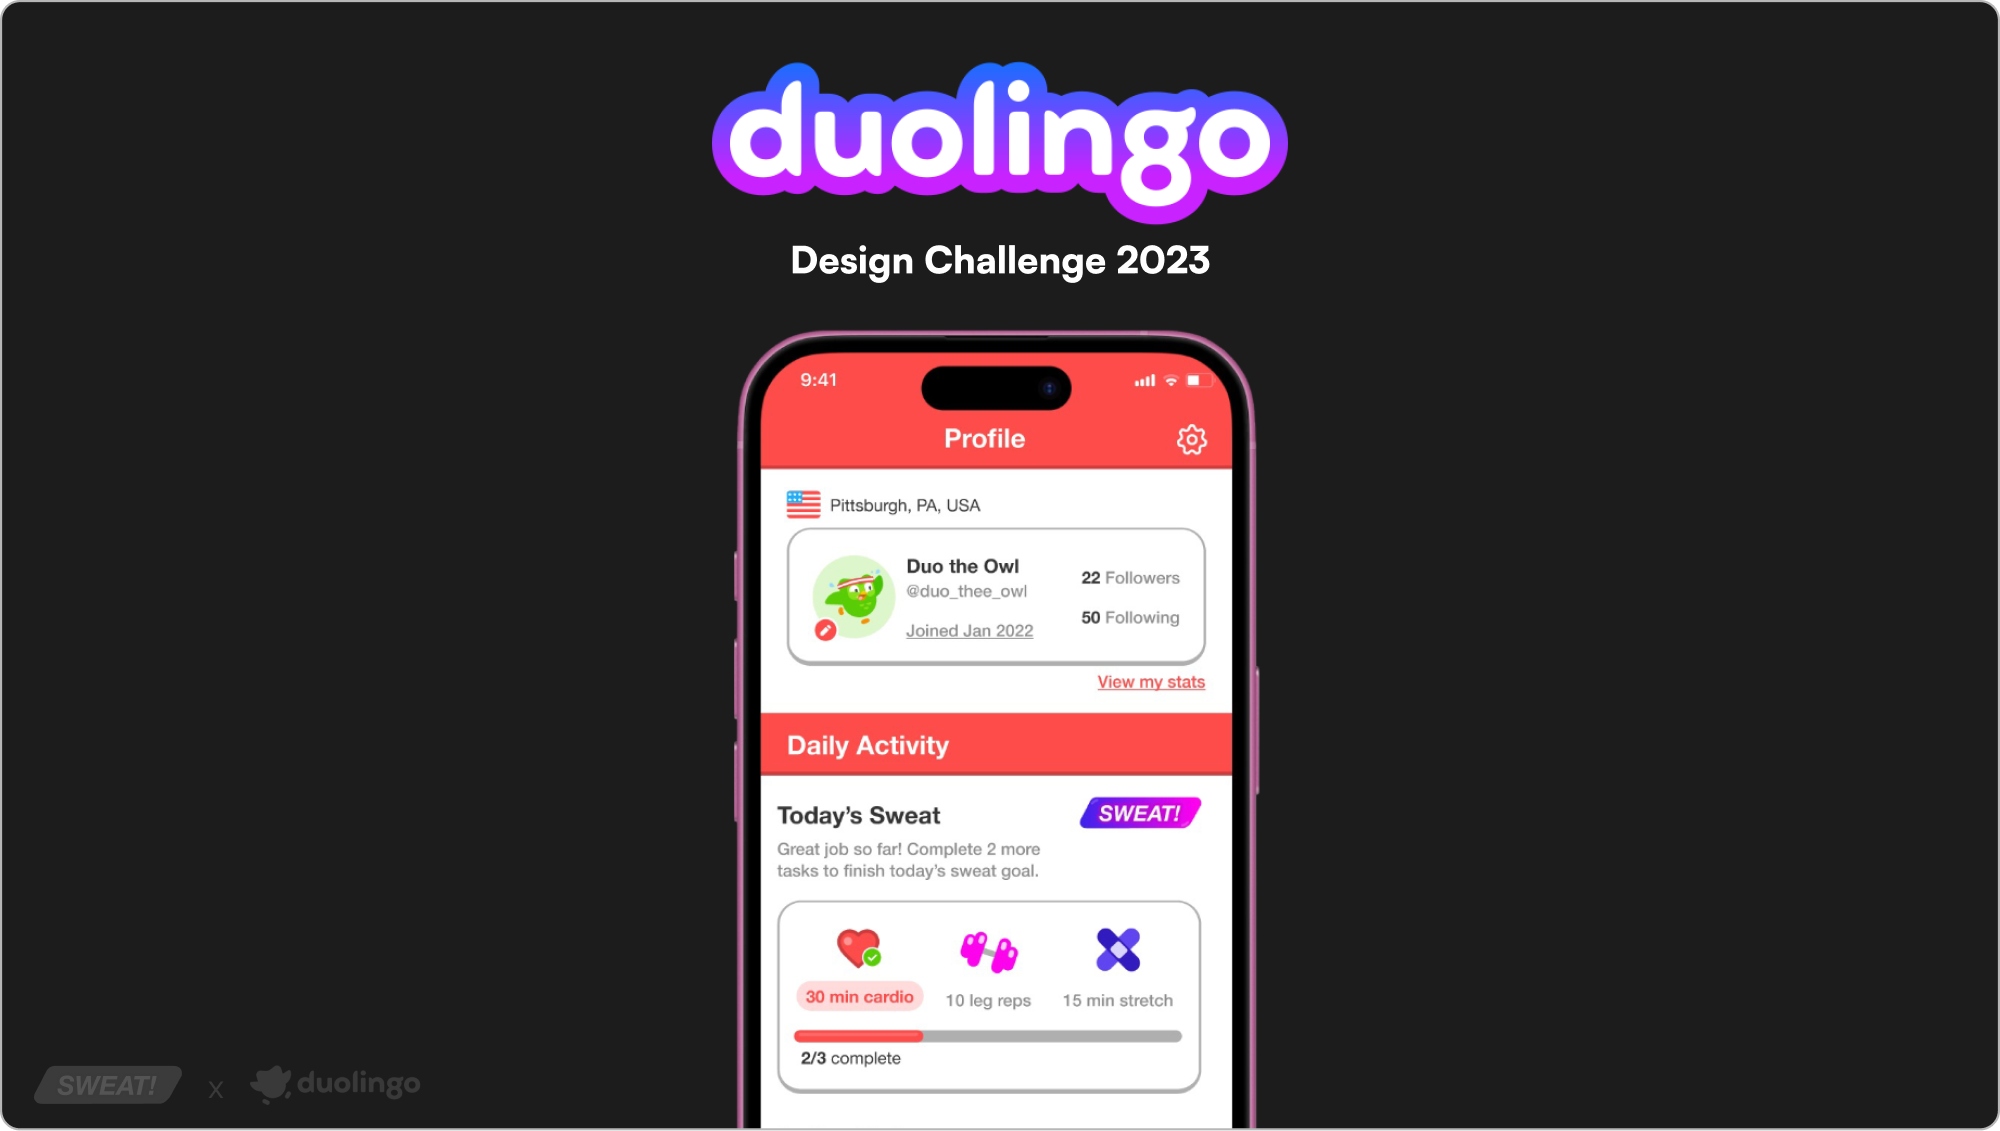 duolingo
Design Challenge 2023
9:41
Profile
Pittsburgh, PA, USA
Duo the Owl
@duo_thee_owl
Joined Jan 2022
22 Followers
50 Following
View my stats
Daily Activity
Today's Sweat
SWEAT!
Great job so far! Complete 2 more
tasks to finish today's sweat goal.
30 min cardio
10 leg reps
15 min stretch
2/3 complete
SWEAT! x duolingo